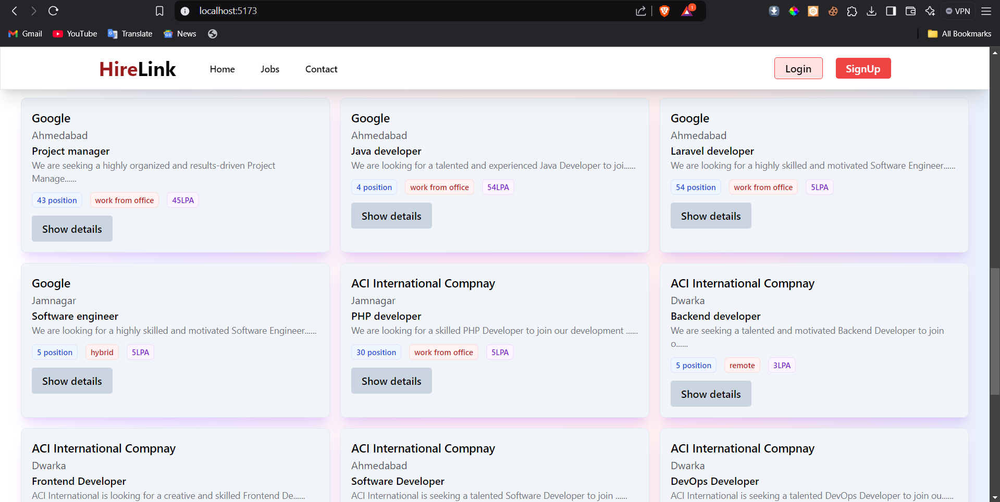 localhost:5173
1
VPN
Gmail
YouTube
Translate
News
All Bookmarks
HireLink
Home
Jobs
Contact
Login
SignUp
Google
Ahmedabad
Project manager
We are seeking a highly organized and results-driven Project
Manage......
43 position
work from office
45LPA
Show details
Google
Ahmedabad
Java developer
We are looking for a talented and experienced Java Developer to joi......
4 position
work from office
54LPA
Show details
Google
Ahmedabad
Laravel developer
We are looking for a highly skilled and motivated Software Engineer......
54 position
work from office
5LPA
Show details
Google
Jamnagar
Software engineer
We are looking for a highly skilled and motivated Software Engineer......
5 position
hybrid
5LPA
Show details
ACI International Compnay
Jamnagar
PHP developer
We are looking for a skilled PHP Developer to join our development ......
30 position
work from office
5LPA
Show details
ACI International Compnay
Dwarka
Backend developer
We are seeking a talented and motivated Backend Developer to join
o......
5 position
remote
3LPA
Show details
ACI International Compnay
Dwarka
Frontend Developer
ACI International is looking for a creative and skilled Frontend De......
ACI International Compnay
Ahmedabad
Software Developer
ACI International is seeking a talented Software Developer to join ......
ACI International Compnay
Dwarka
DevOps Developer
ACI International is seeking a talented DevOps Developer to join ou......